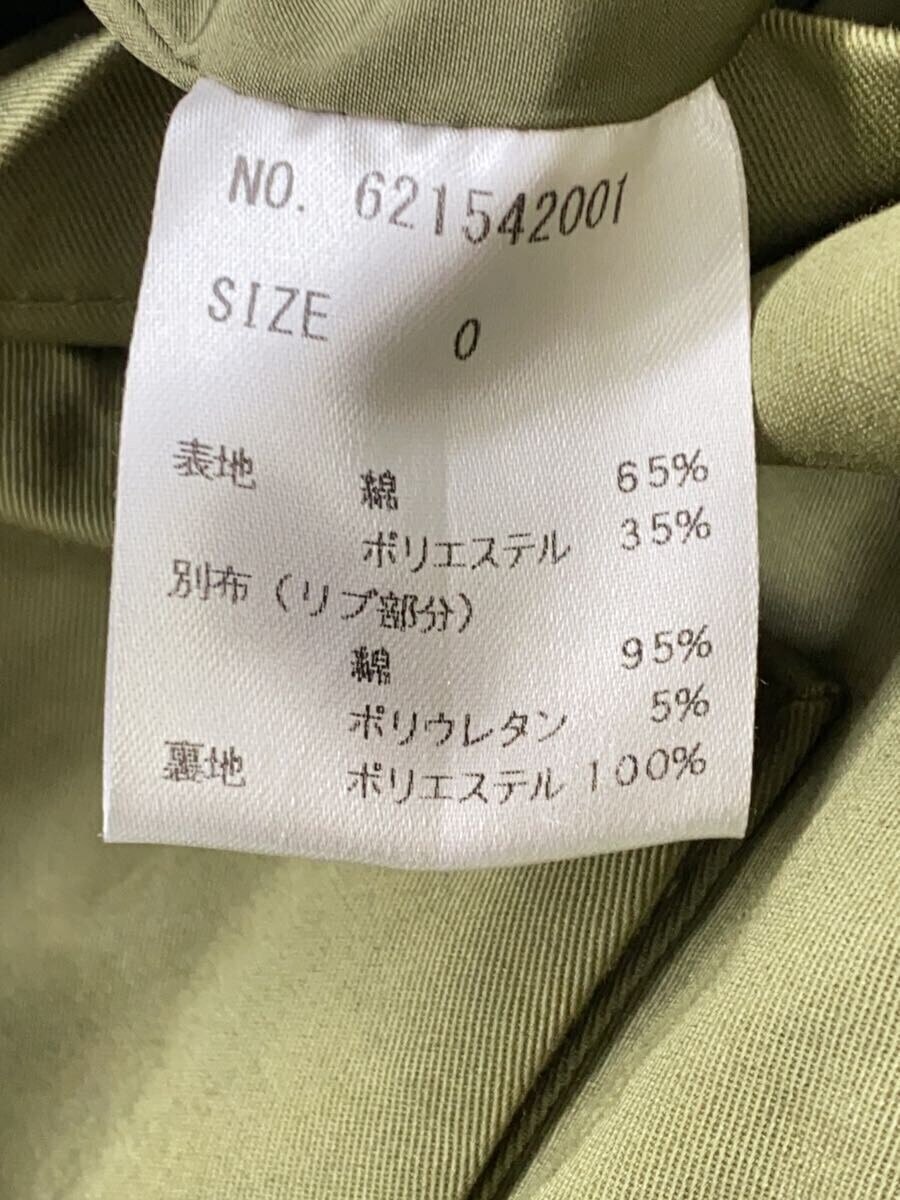 NO. 621542001
SIZE 0
表地 綿 65%
ポリエステル 35%
別布(リブ部分)
綿 95%
ポリウレタン 5%
裏地 ポリエステル 100%